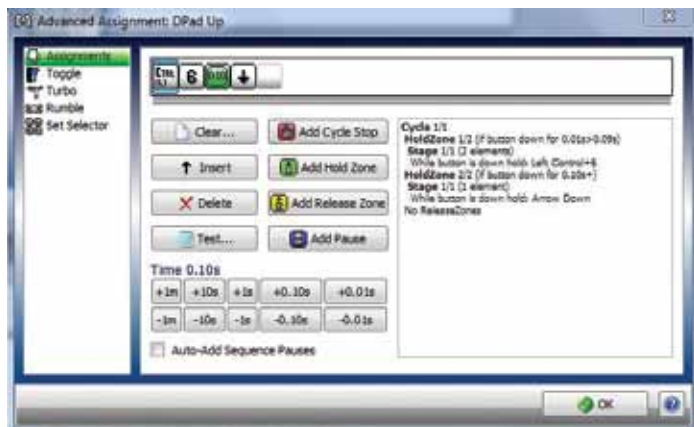 Advanced Assignment: DPad Up
Assignments
Toggle
Turbo
Rumble
Set Selector
6
Clear...
Add Cycle Stop
Insert
Add Hold Zone
Delete
Add Release Zone
Test...
Add Pause
Time 0.10s
+1m +10s +1s +0.10s +0.01s
-1m -10s -1s -0.10s -0.01s
Auto-Add Sequence Pauses
Cycle 1/1
HoldZone 1/2 (if button down for 0.01s>0.09s)
Stage 1/1 (2 elements)
While button is down hold: Left Control+6
HoldZone 2/2 (if button down for 0.10s+)
Stage 1/1 (1 element)
While button is down hold: Arrow Down
No ReleaseZones
OK
?